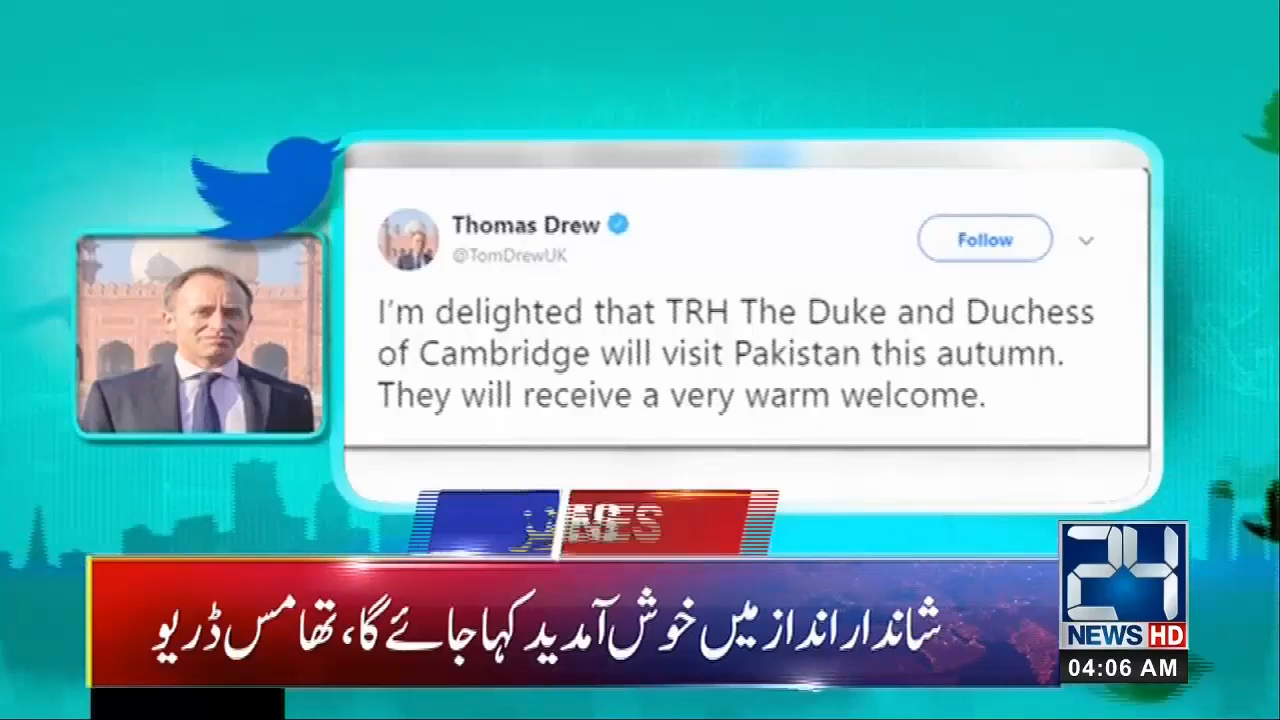 Thomas Drew
@TomDrewUK
Follow
I'm delighted that TRH The Duke and Duchess
of Cambridge will visit Pakistan this autumn.
They will receive a very warm welcome.
شاندار انداز میں خوش آمدید کہا جائے گا، تھامس ڈریو
24
NEWS HD
04:06 AM